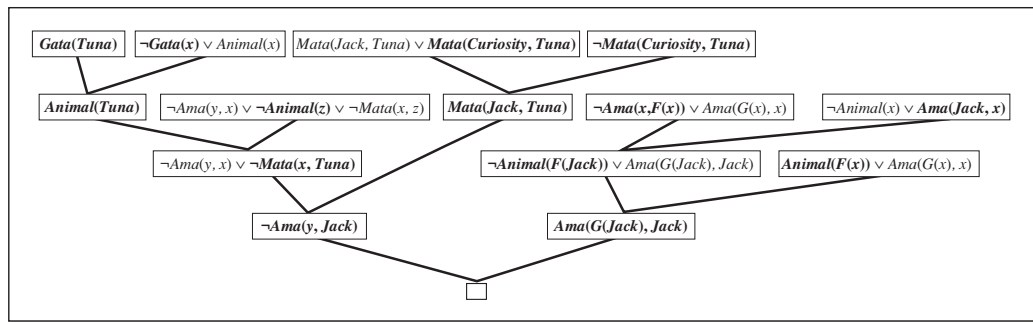 Gata(Tuna) ¬Gata(x) ∨ Animal(x) Mata(Jack, Tuna) ∨ Mata(Curiosity, Tuna) ¬Mata(Curiosity, Tuna)
Animal(Tuna) ¬Ama(y, x) ∨ ¬Animal(z) ∨ ¬Mata(x, z) Mata(Jack, Tuna) ¬Ama(x,F(x)) ∨ Ama(G(x), x) ¬Animal(x) ∨ Ama(Jack, x)
¬Ama(y, x) ∨ ¬Mata(x, Tuna) ¬Animal(F(Jack)) ∨ Ama(G(Jack), Jack) Animal(F(x)) ∨ Ama(G(x), x)
¬Ama(y, Jack) Ama(G(Jack), Jack)